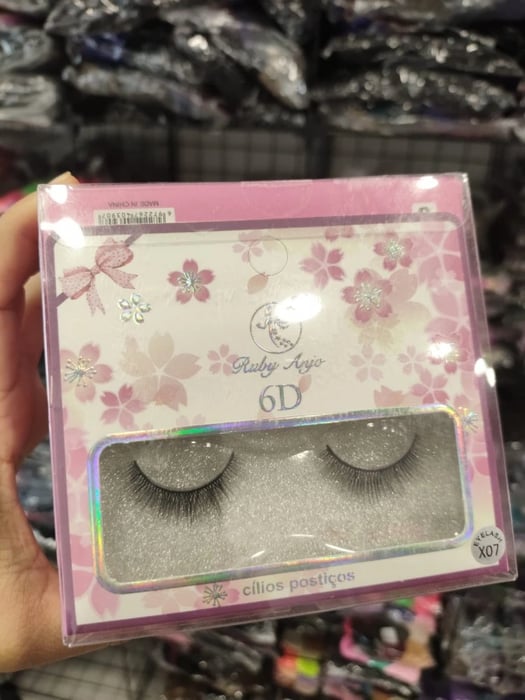 MADE IN CHINA
Ruby Anjo
6D
EYELASH
X07
cílios postiços